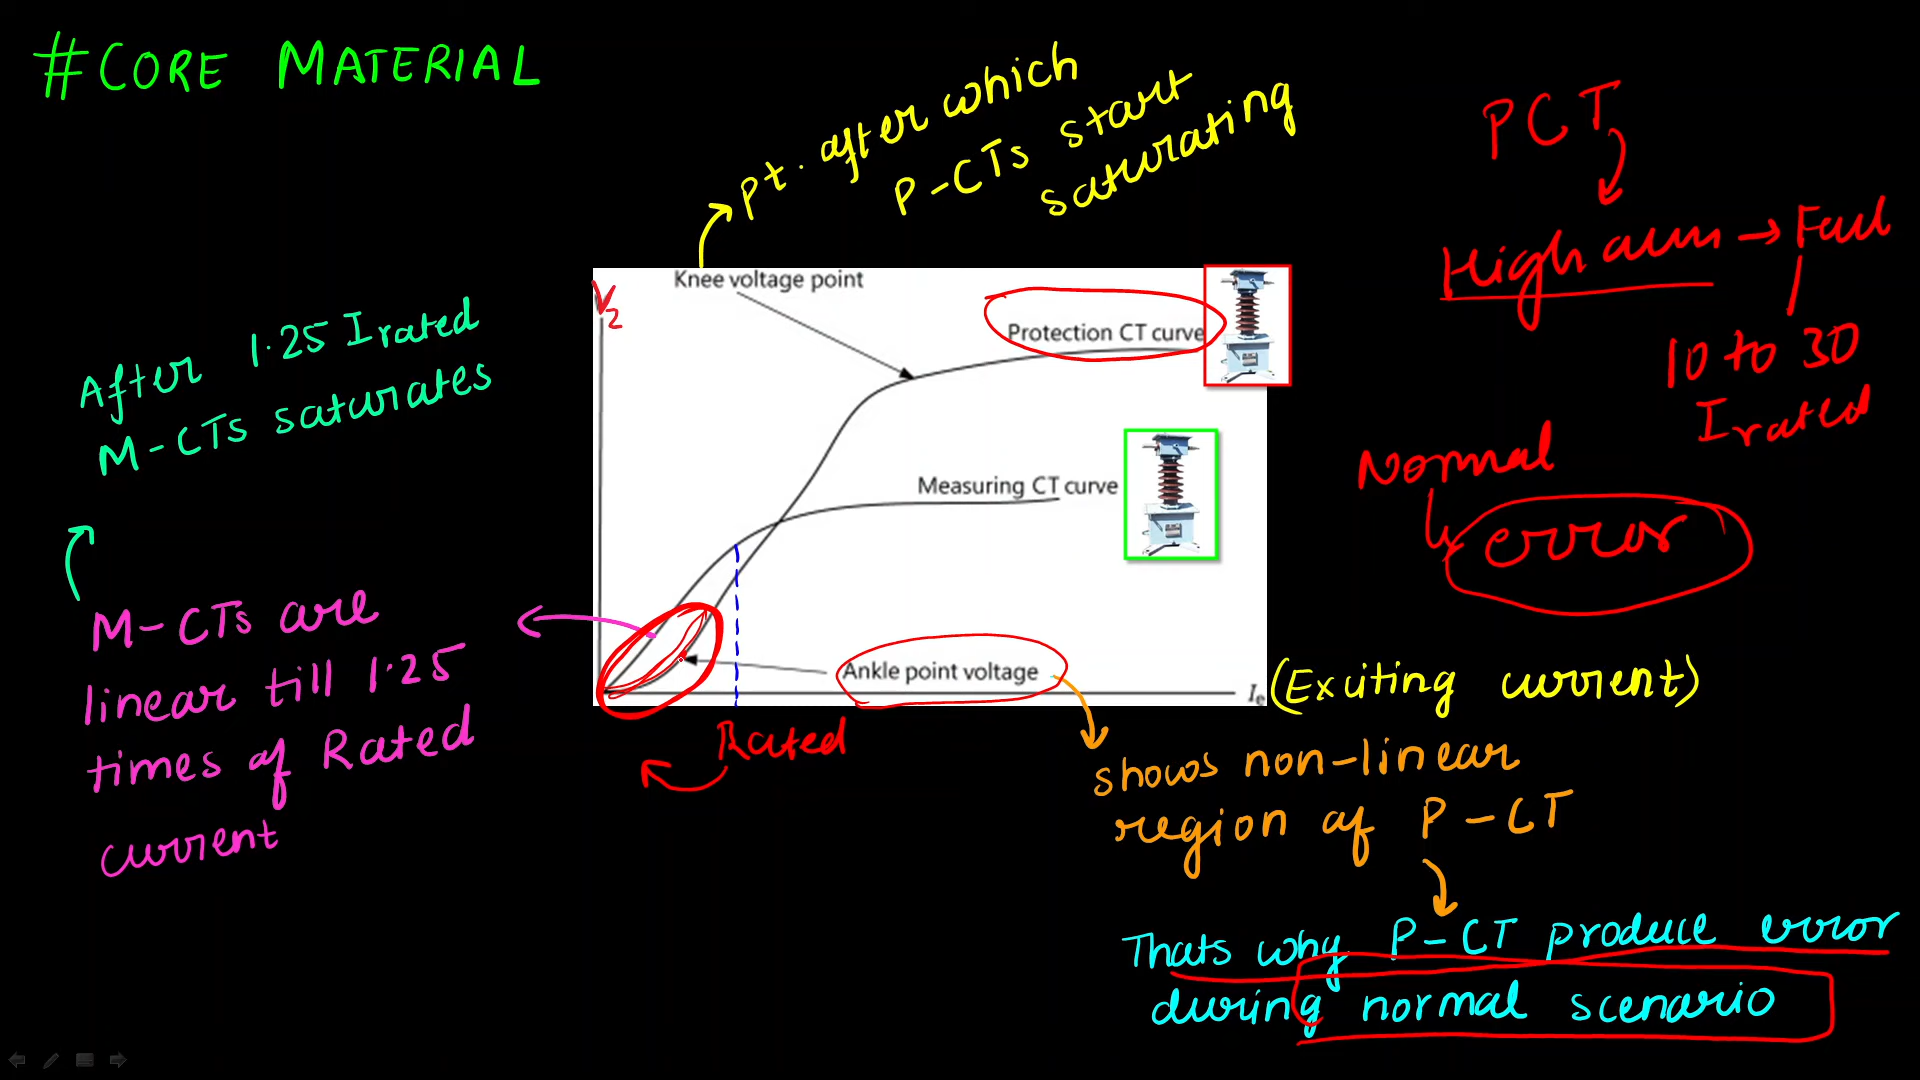 #CORE MATERIAL
Pt. after which
P-CTs start
saturating
PCT
High curr → Faul
10 to 30
Irated
Normal
error
After 1.25 Irated
M-CTs saturates
M-CTs are
linear till 1.25
times of Rated
current
Knee voltage point
V2
Protection CT curve
Measuring CT curve
Ankle point voltage
Ie
(Exiting current)
Rated
shows non-linear
region of P-CT
Thats why P-CT produce error
during normal scenario